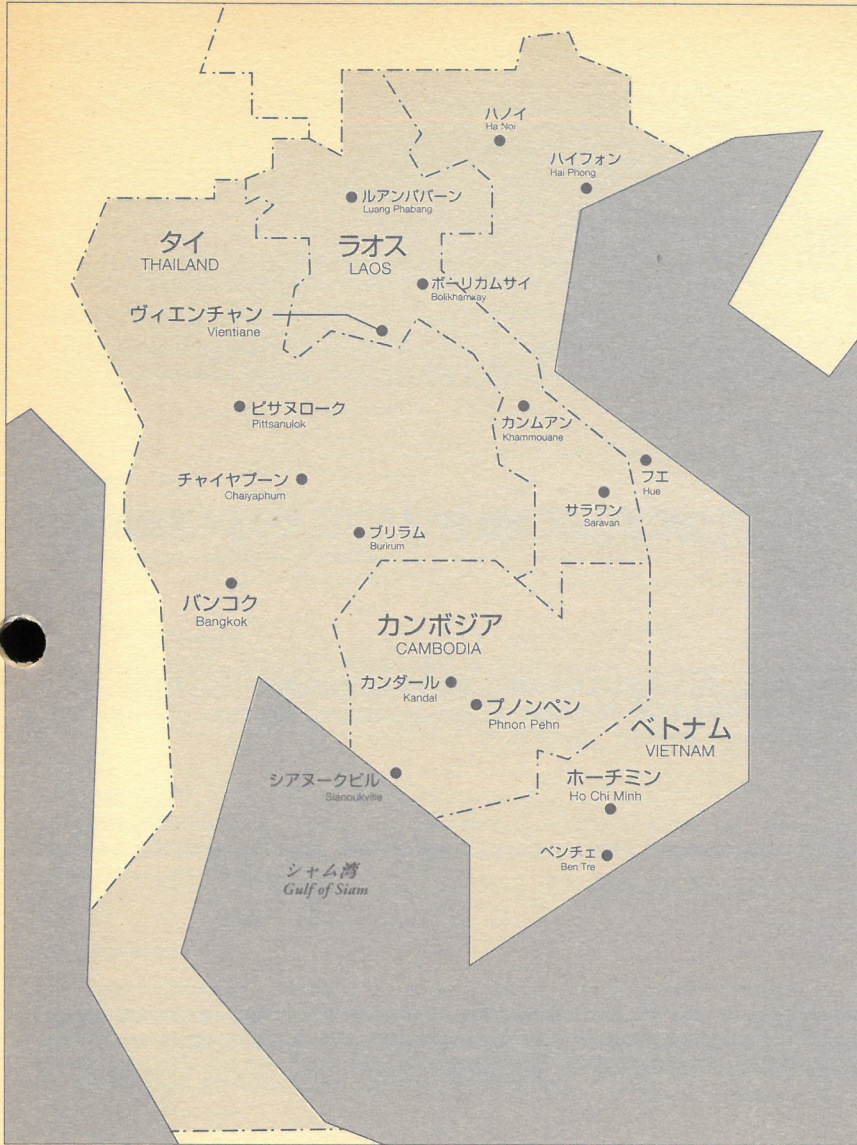 ハノイ
Ha Noi
ハイフォン
Hai Phong
ルアンパバーン
Luang Phabang
タイ
THAILAND
ラオス
LAOS
ボーリカムサイ
Bolikhamxay
ヴィエンチャン
Vientiane
ピサヌローク
Pittsanulok
カンムアン
Khammouane
チャイヤプーン
Chaiyaphum
フエ
Hue
サラワン
Saravan
ブリラム
Burirum
バンコク
Bangkok
カンボジア
CAMBODIA
カンダール
Kandal
プノンペン
Phnon Pehn
ベトナム
VIETNAM
シアヌークビル
Sianoukville
ホーチミン
Ho Chi Minh
ベンチェ
Ben Tre
シャム湾
Gulf of Siam